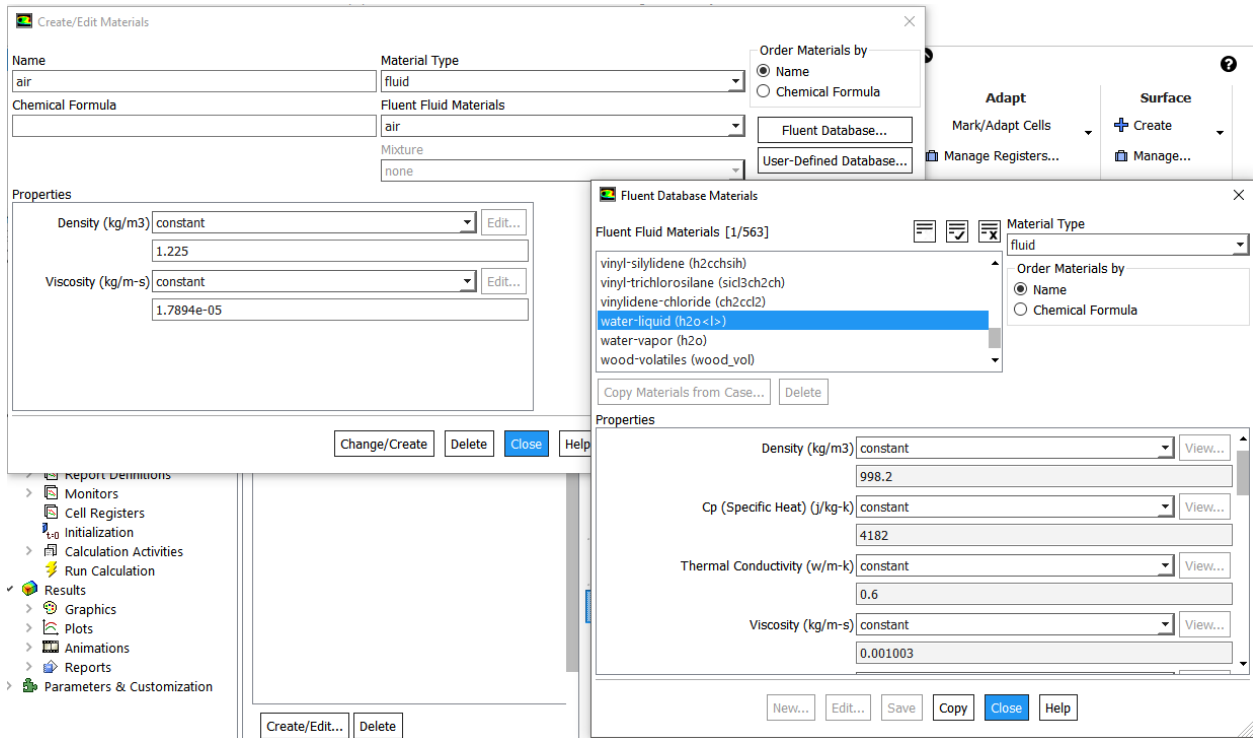 Create/Edit Materials
Name
Material Type
Order Materials by
air
fluid
Name
Chemical Formula
Chemical Formula
Fluent Fluid Materials
air
Fluent Database...
Mixture
none
User-Defined Database...
Properties
Density (kg/m3) constant Edit...
1.225
Viscosity (kg/m-s) constant Edit...
1.7894e-05
Change/Create Delete Close Help
Adapt
Surface
Mark/Adapt Cells
Create
Manage Registers...
Manage...
Fluent Database Materials
Fluent Fluid Materials [1/563]
Material Type
fluid
vinyl-silylidene (h2cchsih)
vinyl-trichlorosilane (sicl3ch2ch)
vinylidene-chloride (ch2ccl2)
water-liquid (h2o<l>)
water-vapor (h2o)
wood-volatiles (wood_vol)
Order Materials by
Name
Chemical Formula
Copy Materials from Case... Delete
Properties
Density (kg/m3) constant View...
998.2
Cp (Specific Heat) (j/kg-k) constant View...
4182
Thermal Conductivity (w/m-k) constant View...
0.6
Viscosity (kg/m-s) constant View...
0.001003
New... Edit... Save Copy Close Help
Report Definitions
Monitors
Cell Registers
t=0 Initialization
Calculation Activities
Run Calculation
Results
Graphics
Plots
Animations
Reports
Parameters & Customization
Create/Edit... Delete